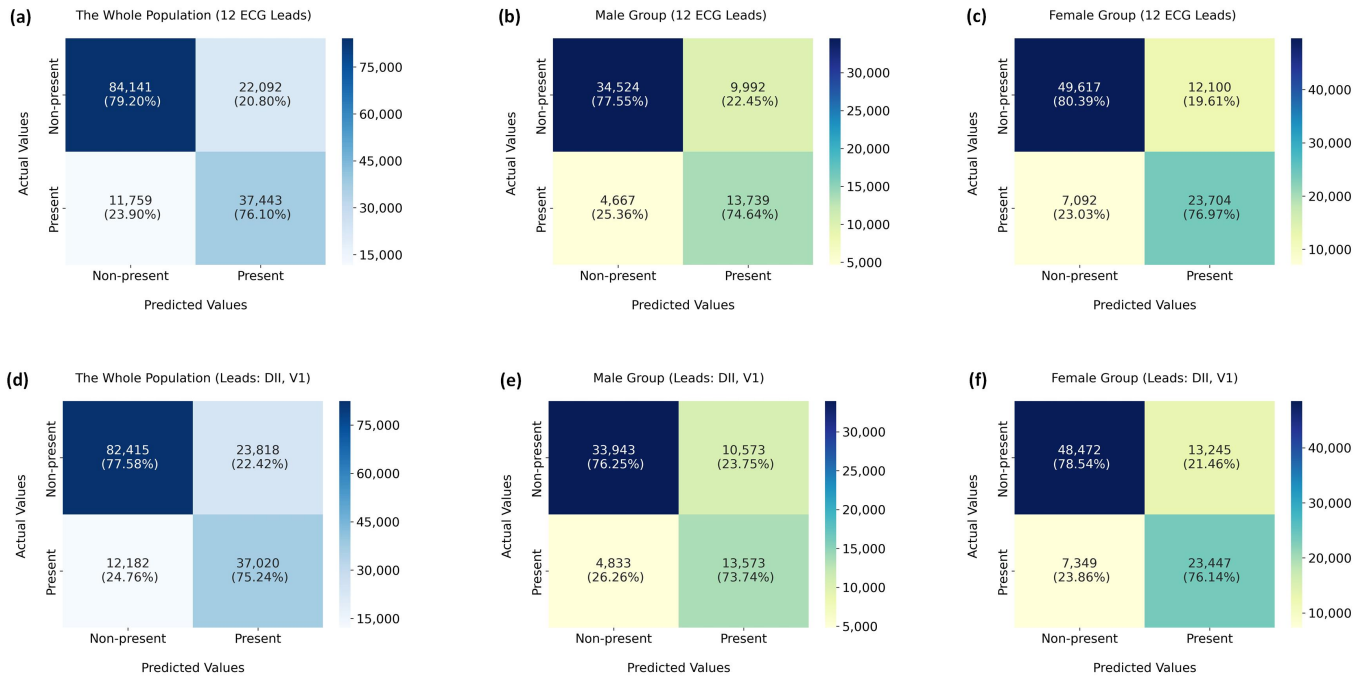 (a)
The Whole Population (12 ECG Leads)
Actual Values
Non-present
Present
84,141
(79.20%)
22,092
(20.80%)
11,759
(23.90%)
37,443
(76.10%)
Non-present
Present
Predicted Values
75,000
60,000
45,000
30,000
15,000
(b)
Male Group (12 ECG Leads)
Actual Values
Non-present
Present
34,524
(77.55%)
9,992
(22.45%)
4,667
(25.36%)
13,739
(74.64%)
Non-present
Present
Predicted Values
30,000
25,000
20,000
15,000
10,000
5,000
(c)
Female Group (12 ECG Leads)
Actual Values
Non-present
Present
49,617
(80.39%)
12,100
(19.61%)
7,092
(23.03%)
23,704
(76.97%)
Non-present
Present
Predicted Values
40,000
30,000
20,000
10,000
(d)
The Whole Population (Leads: DII, V1)
Actual Values
Non-present
Present
82,415
(77.58%)
23,818
(22.42%)
12,182
(24.76%)
37,020
(75.24%)
Non-present
Present
Predicted Values
75,000
60,000
45,000
30,000
15,000
(e)
Male Group (Leads: DII, V1)
Actual Values
Non-present
Present
33,943
(76.25%)
10,573
(23.75%)
4,833
(26.26%)
13,573
(73.74%)
Non-present
Present
Predicted Values
30,000
25,000
20,000
15,000
10,000
5,000
(f)
Female Group (Leads: DII, V1)
Actual Values
Non-present
Present
48,472
(78.54%)
13,245
(21.46%)
7,349
(23.86%)
23,447
(76.14%)
Non-present
Present
Predicted Values
40,000
30,000
20,000
10,000